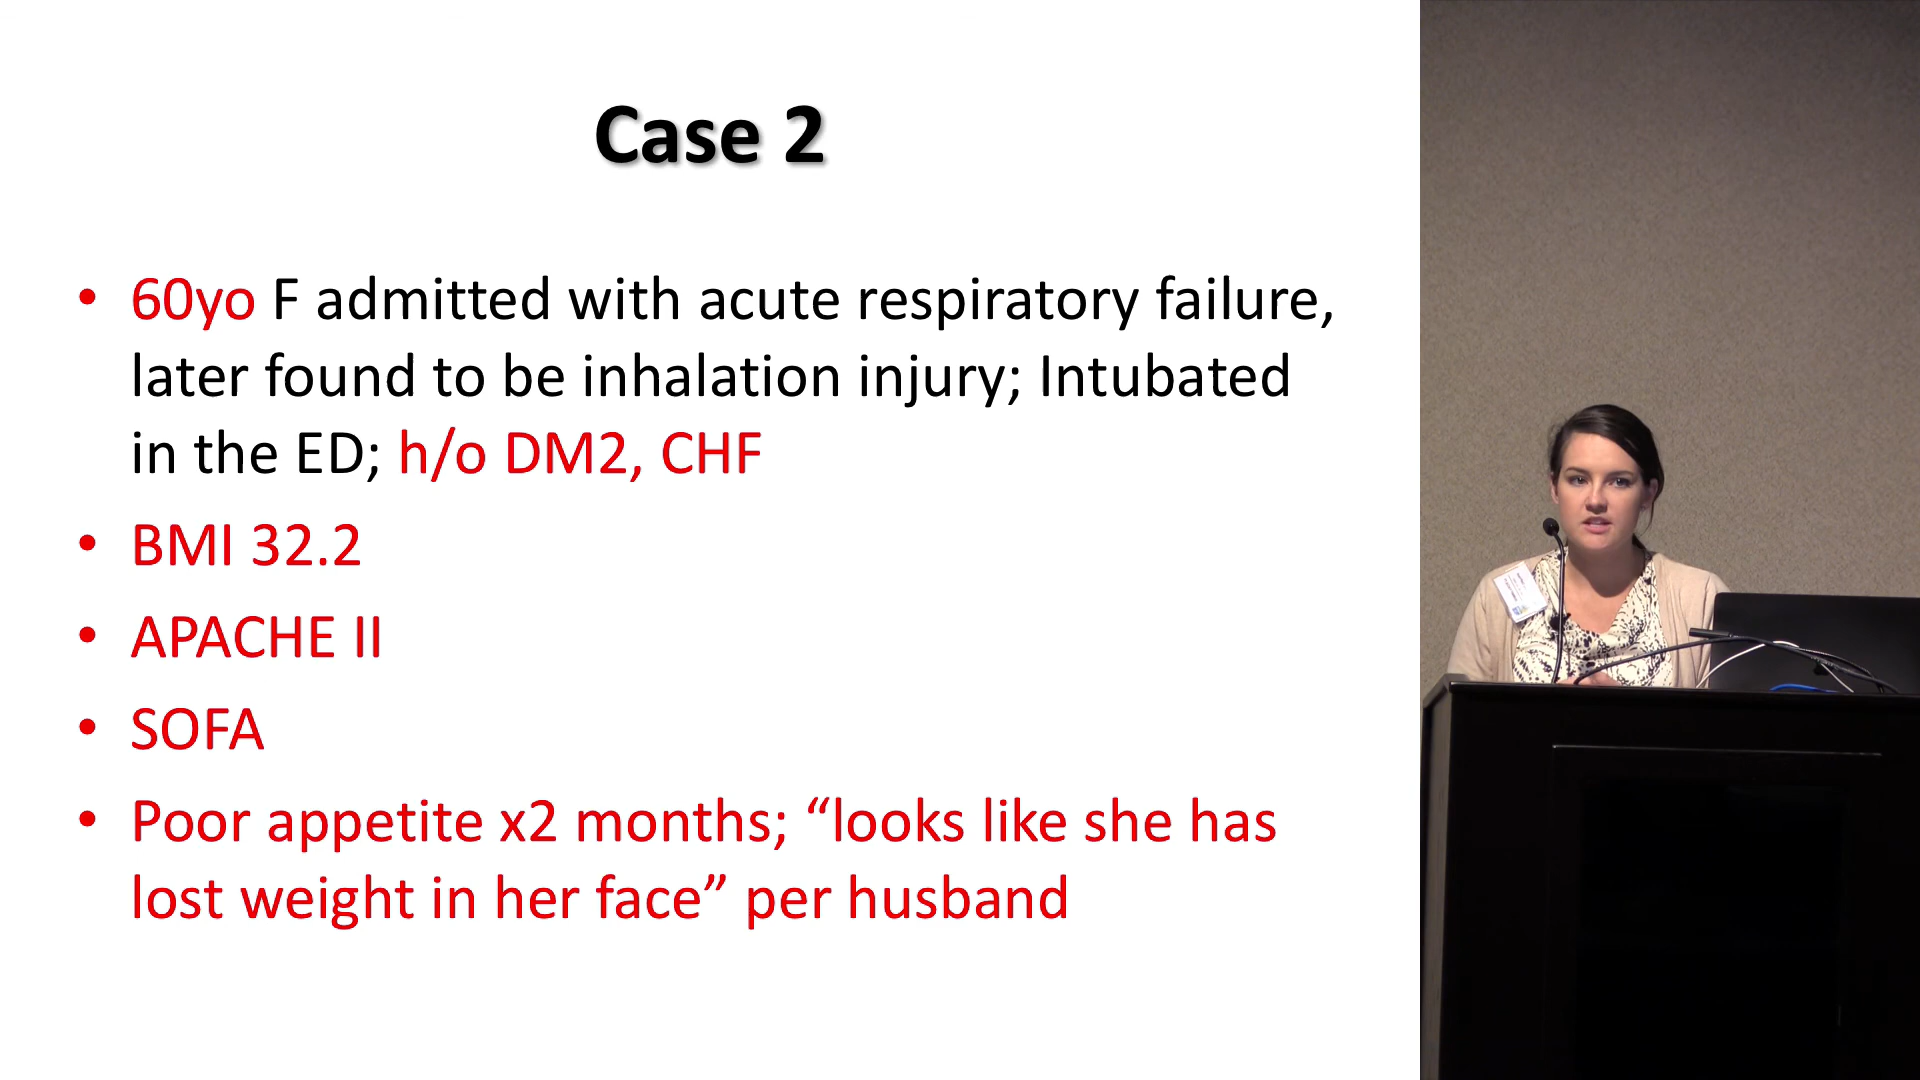 Case 2
• 60yo F admitted with acute respiratory failure,
later found to be inhalation injury; Intubated
in the ED; h/o DM2, CHF
• BMI 32.2
• APACHE II
• SOFA
• Poor appetite x2 months; “looks like she has
lost weight in her face” per husband